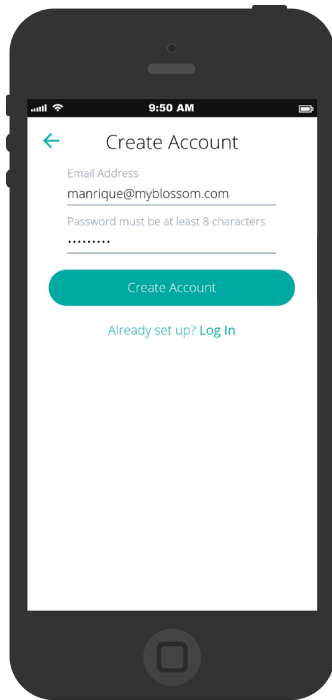 9:50 AM
Create Account
Email Address
manrique@myblossom.com
Password must be at least 8 characters
•••••••••
Create Account
Already set up? Log In